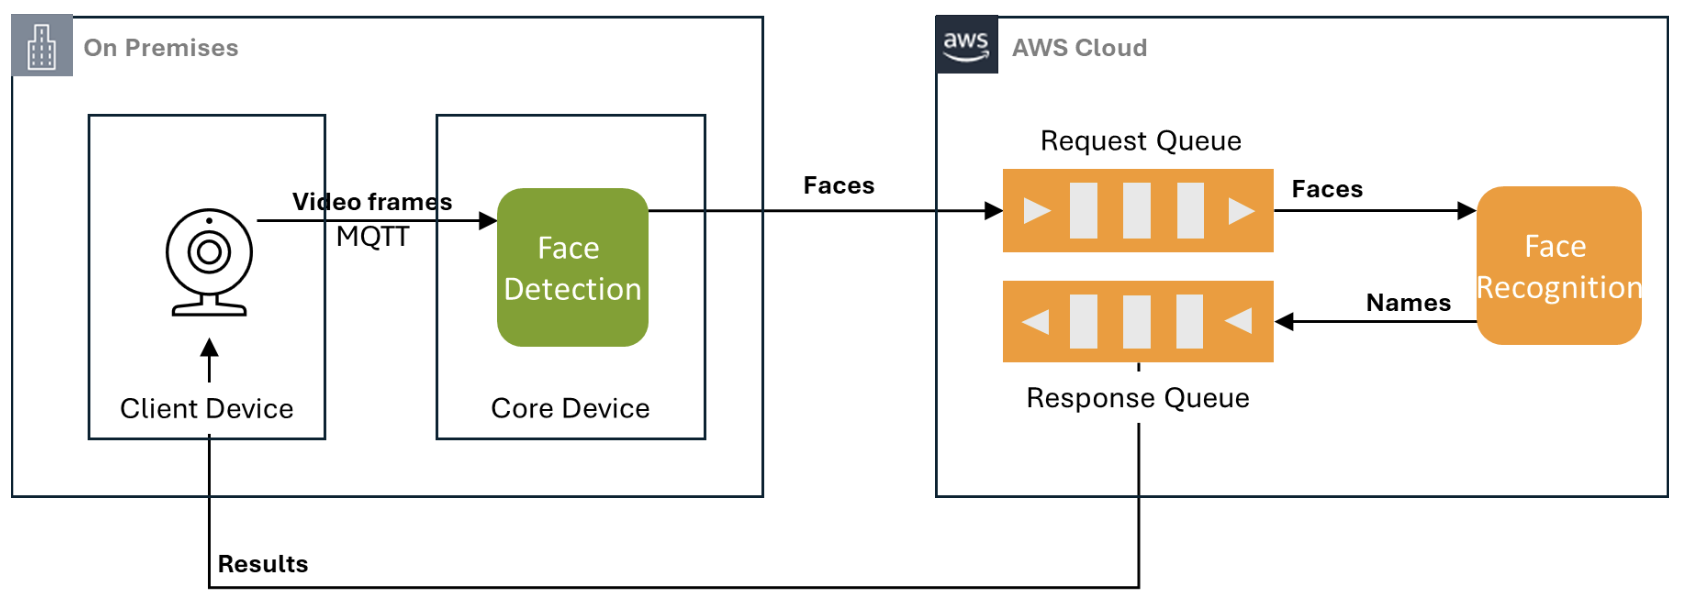 On Premises
aws
AWS Cloud
Request Queue
Video frames
MQTT
Face
Detection
Faces
Faces
Face
Recognition
Names
Client Device
Core Device
Response Queue
Results